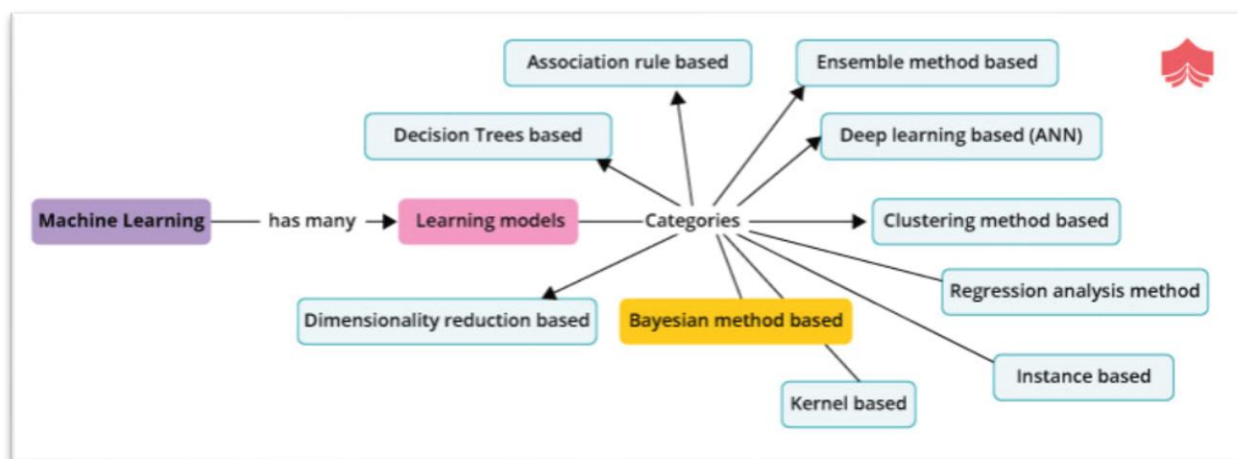 Association rule based
Ensemble method based
Decision Trees based
Deep learning based (ANN)
Machine Learning
has many
Learning models
Categories
Clustering method based
Regression analysis method
Dimensionality reduction based
Bayesian method based
Instance based
Kernel based